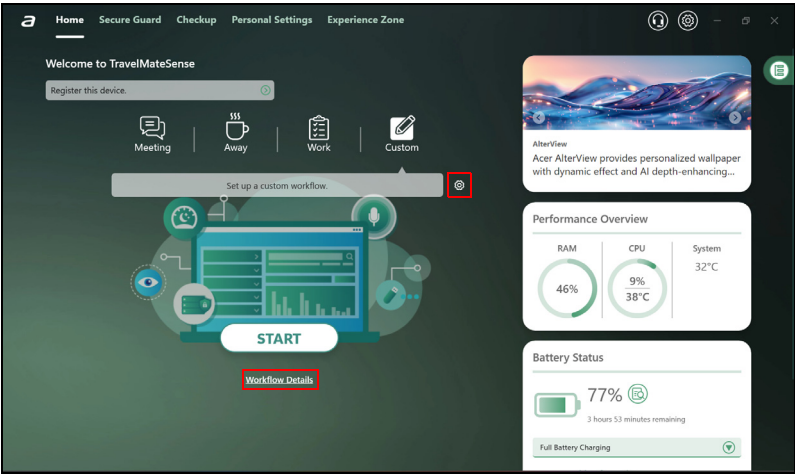 a
Home Secure Guard Checkup Personal Settings Experience Zone
Welcome to TravelMateSense
Register this device.
Meeting
Away
Work
Custom
Set up a custom workflow.
START
Workflow Details
AlterView
Acer AlterView provides personalized wallpaper
with dynamic effect and AI depth-enhancing...
Performance Overview
RAM
46%
CPU
9%
38°C
System
32°C
Battery Status
77%
3 hours 53 minutes remaining
Full Battery Charging